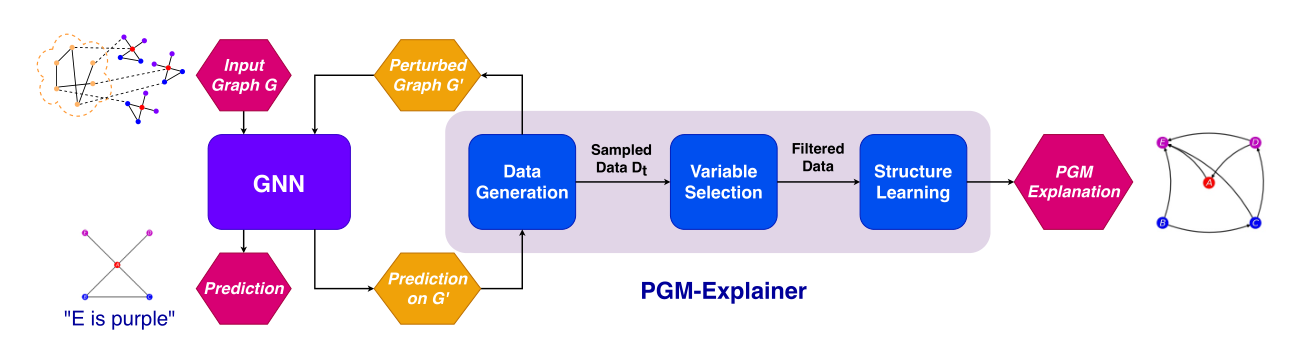 Input
Graph G
Perturbed
Graph G'
GNN
Data
Generation
Sampled
Data Dt
Variable
Selection
Filtered
Data
Structure
Learning
PGM
Explanation
E
D
A
B
C
Prediction
Prediction
on G'
PGM-Explainer
A
C
"E is purple"